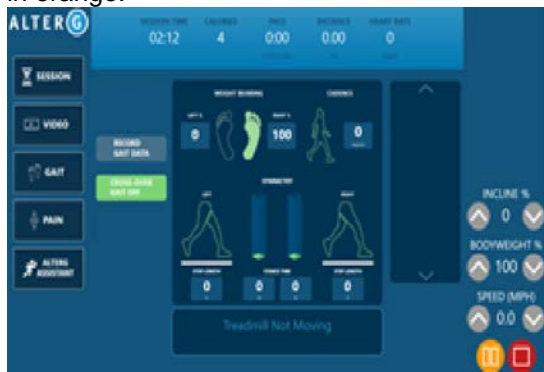 in orange.
ALTER G
SESSION TIME CALORIES PACE DISTANCE HEART RATE
02:12 4 0:00 0.00 0
SESSION
VIDEO
GAIT
PAIN
ALTERG ASSISTANT
RECORD
GAIT DATA
CROSS-OVER
GAIT OFF
WEIGHT BEARING
CADENCE
LEFT % RIGHT %
0 100 0
SYMMETRY
LEFT RIGHT
STEP LENGTH STANCE TIME STEP LENGTH
0 0 0 0
Treadmill Not Moving
INCLINE %
0
BODYWEIGHT %
100
SPEED (MPH)
0.0